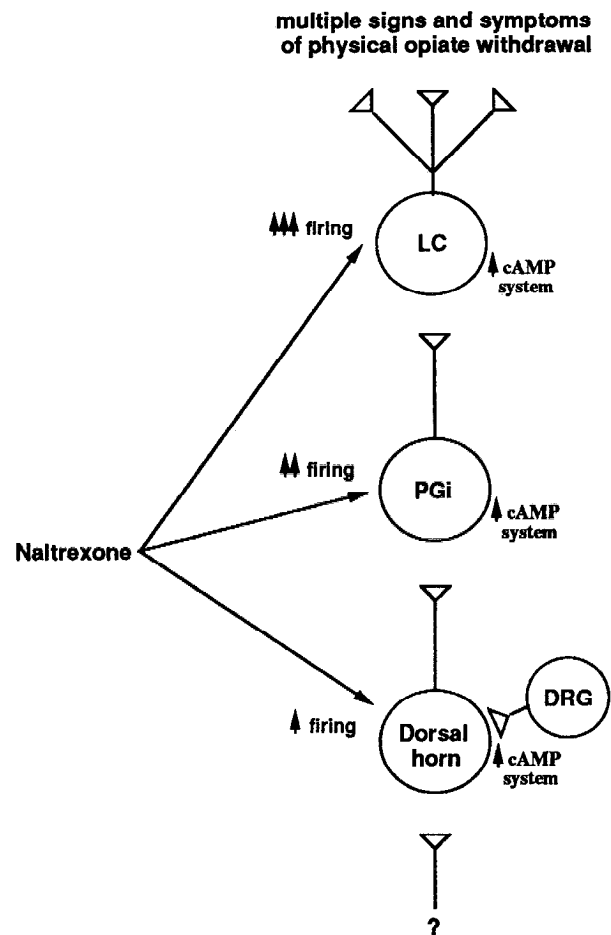 multiple signs and symptoms
of physical opiate withdrawal
firing
LC
cAMP
system
firing
PGi
cAMP
system
Naltrexone
DRG
firing
Dorsal
horn
cAMP
system
?